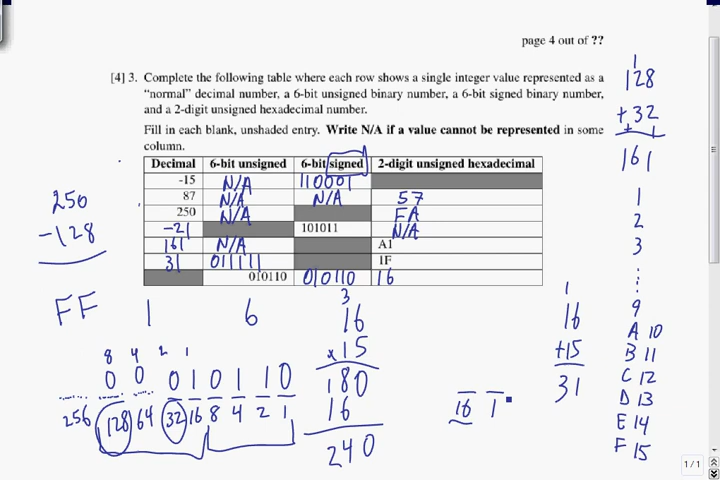 page 4 out of ??
[4] 3. Complete the following table where each row shows a single integer value represented as a
"normal" decimal number, a 6-bit unsigned binary number, a 6-bit signed binary number,
and a 2-digit unsigned hexadecimal number.
Fill in each blank, unshaded entry. Write N/A if a value cannot be represented in some
column.
Decimal 6-bit unsigned 6-bit signed 2-digit unsigned hexadecimal
-15 N/A 110001
87 N/A N/A 57
250 N/A FA
-21 101011 N/A
161 N/A A1
31 011111 1F
010110 010110 16
1
128
+32
+ 1
161
1
2
3
⋮
9
A 10
B 11
C 12
D 13
E 14
F 15
250
-128
FF 1 6
8 4 2 1
0 0 0 1 0 1 1 0
256 128 64 32 16 8 4 2 1
3
16
x15
180
16
240
16 1
1
16
+15
31
1/1